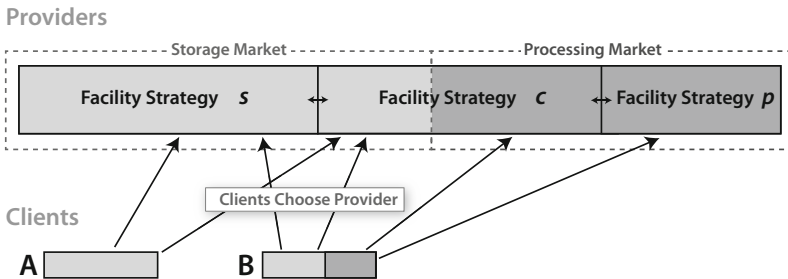 Providers
Storage Market
Processing Market
Facility Strategy s
Facility Strategy c
Facility Strategy p
Clients Choose Provider
Clients
A
B